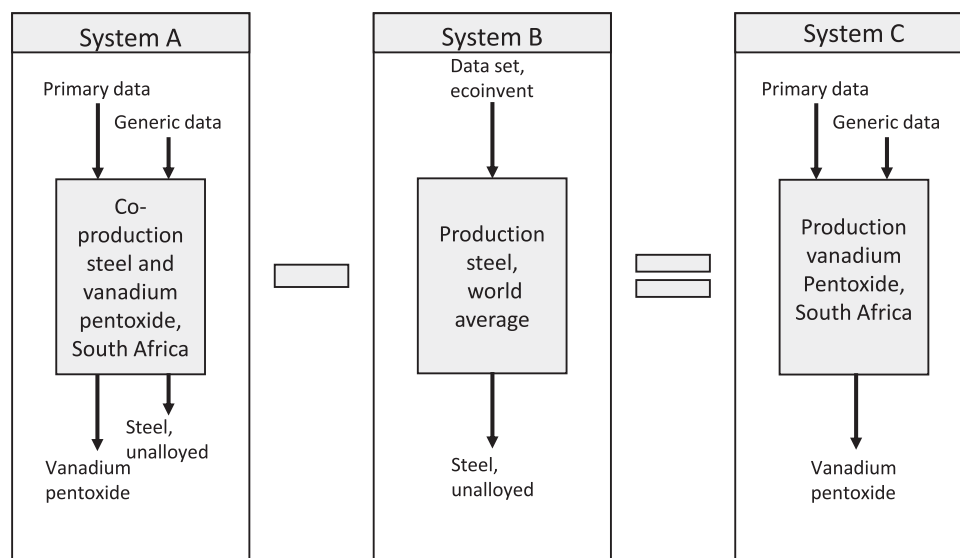 System A
Primary data
Generic data
Co-
production
steel and
vanadium
pentoxide,
South Africa
Steel,
unalloyed
Vanadium
pentoxide
System B
Data set,
ecoinvent
Production
steel,
world
average
Steel,
unalloyed
System C
Primary data
Generic data
Production
vanadium
Pentoxide,
South Africa
Vanadium
pentoxide